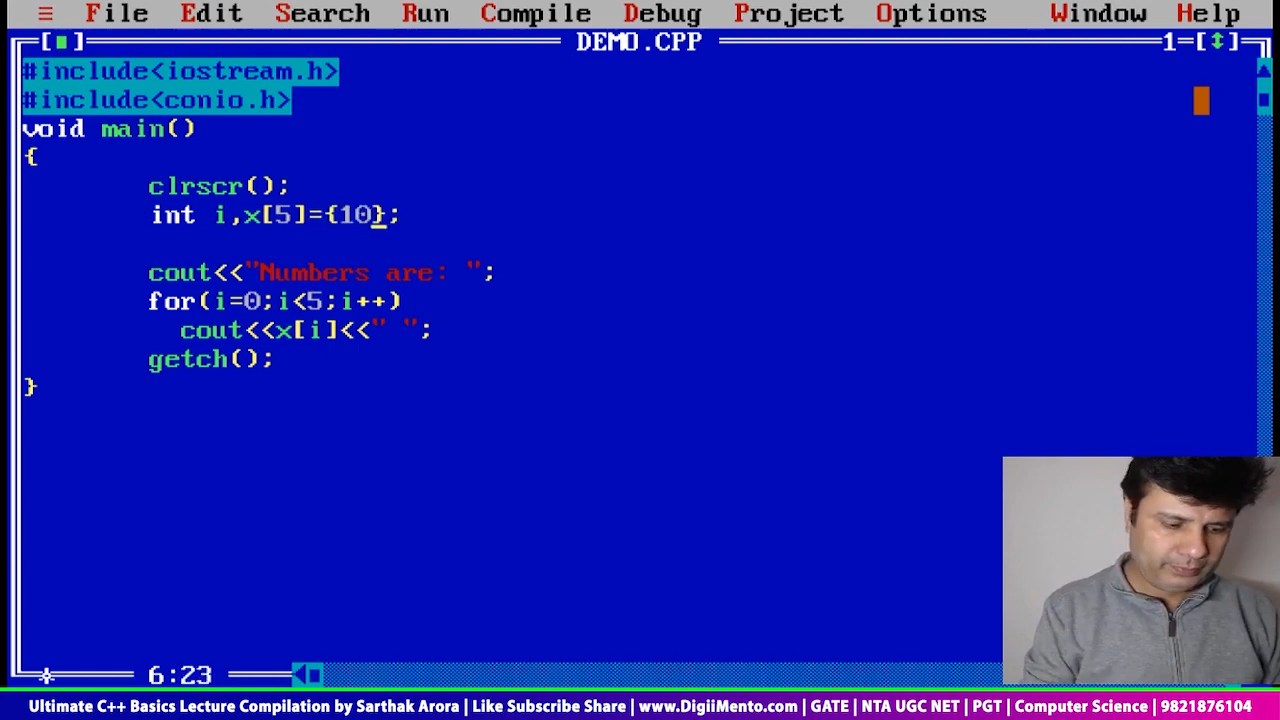 ≡ File Edit Search Run Compile Debug Project Options Window Help
[■] DEMO.CPP 1=[↕]
#include<iostream.h>
#include<conio.h>
void main()
{
clrscr();
int i,x[5]={10};
cout<<"Numbers are: ";
for(i=0;i<5;i++)
cout<<x[i]<<" ";
getch();
}
6:23
Ultimate C++ Basics Lecture Compilation by Sarthak Arora | Like Subscribe Share | www.DigiiMento.com | GATE | NTA UGC NET | PGT | Computer Science | 9821876104